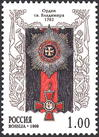 Орден
св. Владимира
1782
РОССИЯ
ROSSIJA • 1998
1.00